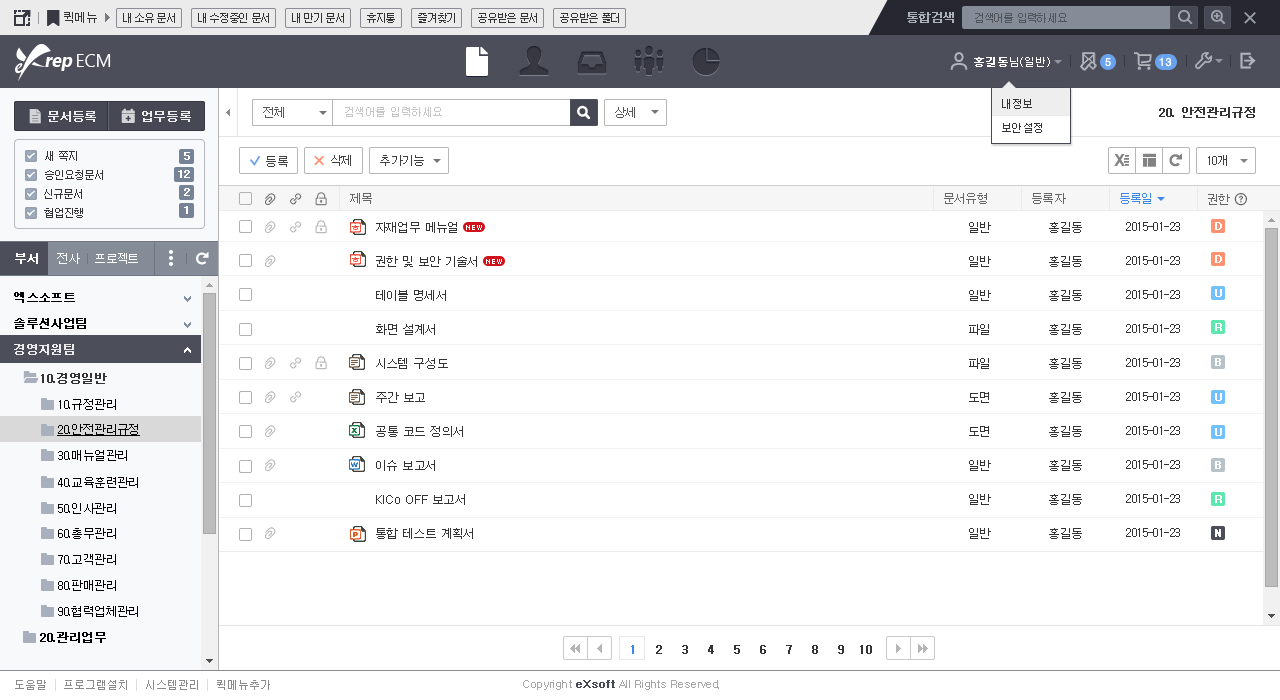 퀵메뉴 내 소유 문서 내 수정중인 문서 내 만기 문서 휴지통 즐겨찾기 공유받은 문서 공유받은 폴더 통합검색 검색어를 입력하세요
Xrep ECM 홍길동님(일반) 5 13
내정보
보안설정
문서등록 업무등록
새 쪽지 5
승인요청문서 12
신규문서 2
협업진행 1
부서 전사 프로젝트
엑스소프트
솔루션사업팀
경영지원팀
10.경영일반
10.규정관리
20.안전관리규정
30.매뉴얼관리
40.교육훈련관리
50.인사관리
60.총무관리
70.고객관리
80.판매관리
90.협력업체관리
20.관리업무
전체 검색어를 입력하세요 상세 20. 안전관리규정
등록 삭제 추가기능 10개
제목 문서유형 등록자 등록일 권한
자재업무 메뉴얼 NEW 일반 홍길동 2015-01-23 D
권한 및 보안 기술서 NEW 일반 홍길동 2015-01-23 D
테이블 명세서 일반 홍길동 2015-01-23 U
화면 설계서 파일 홍길동 2015-01-23 R
시스템 구성도 파일 홍길동 2015-01-23 B
주간 보고 도면 홍길동 2015-01-23 U
공통 코드 정의서 도면 홍길동 2015-01-23 U
이슈 보고서 일반 홍길동 2015-01-23 B
KICo OFF 보고서 일반 홍길동 2015-01-23 R
통합 테스트 계획서 일반 홍길동 2015-01-23 N
1 2 3 4 5 6 7 8 9 10
도움말 프로그램설치 시스템관리 퀵메뉴추가 Copyright eXsoft All Rights Reserved.